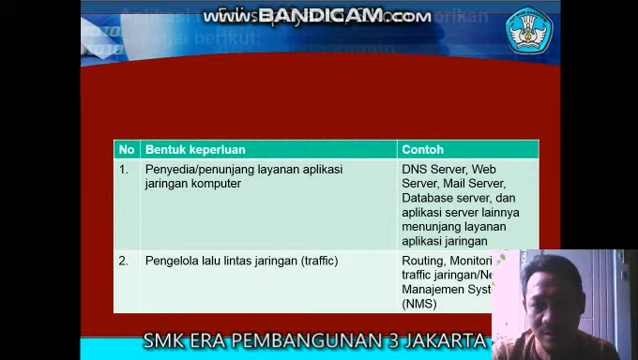 www.BANDICAM.com
No Bentuk keperluan Contoh
1. Penyedia/penunjang layanan aplikasi
jaringan komputer
DNS Server, Web
Server, Mail Server,
Database server, dan
aplikasi server lainnya
menunjang layanan
aplikasi jaringan
2. Pengelola lalu lintas jaringan (traffic)
Routing,
traffic
Manajemen
(NMS)
SMK ERA PEMBANGUNAN 3 JAKARTA